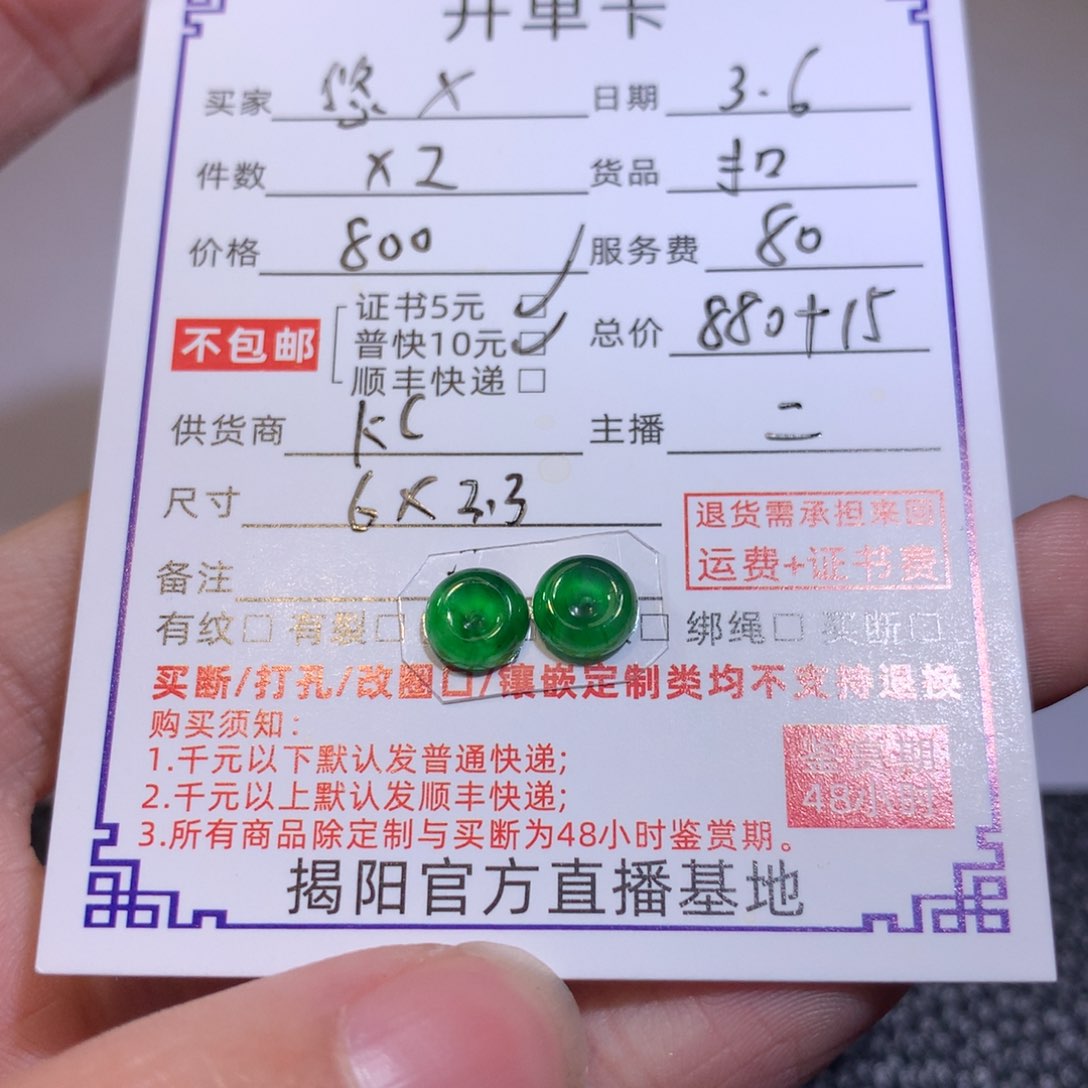 开单卡
买家 悠 X 日期 3.6
件数 X2 货品 扣
价格 800 服务费 80
不包邮 证书5元 ✓□
普快10元 ✓□ 总价 880+15
顺丰快递 □
供货商 KC 主播 二
尺寸 6X2.3
退货需承担来回
运费+证书费
备注
有纹□ 有裂□ □ 绑绳□ 买断□
买断/打孔/改圈口/镶嵌定制类均不支持退换
购买须知：
1.千元以下默认发普通快递;
2.千元以上默认发顺丰快递;
3.所有商品除定制与买断为48小时鉴赏期。
鉴赏期
48小时
揭阳官方直播基地